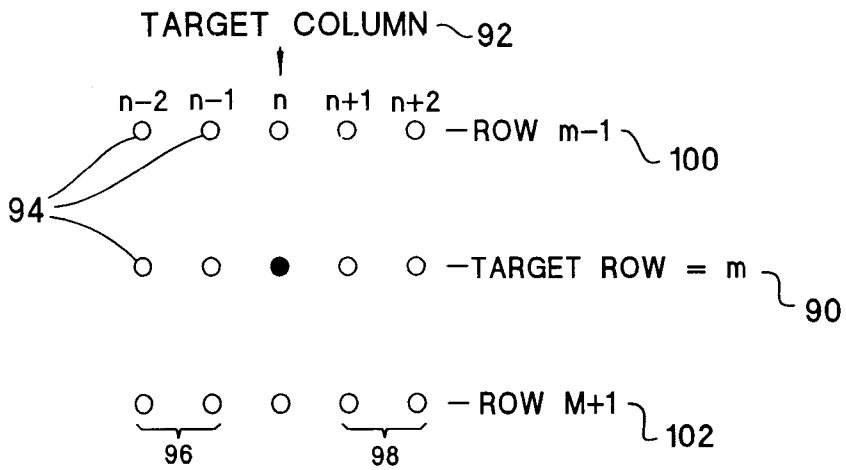 TARGET COLUMN 92
n-2 n-1 n n+1 n+2
-ROW m-1 100
94
-TARGET ROW = m 90
-ROW M+1 102
96 98